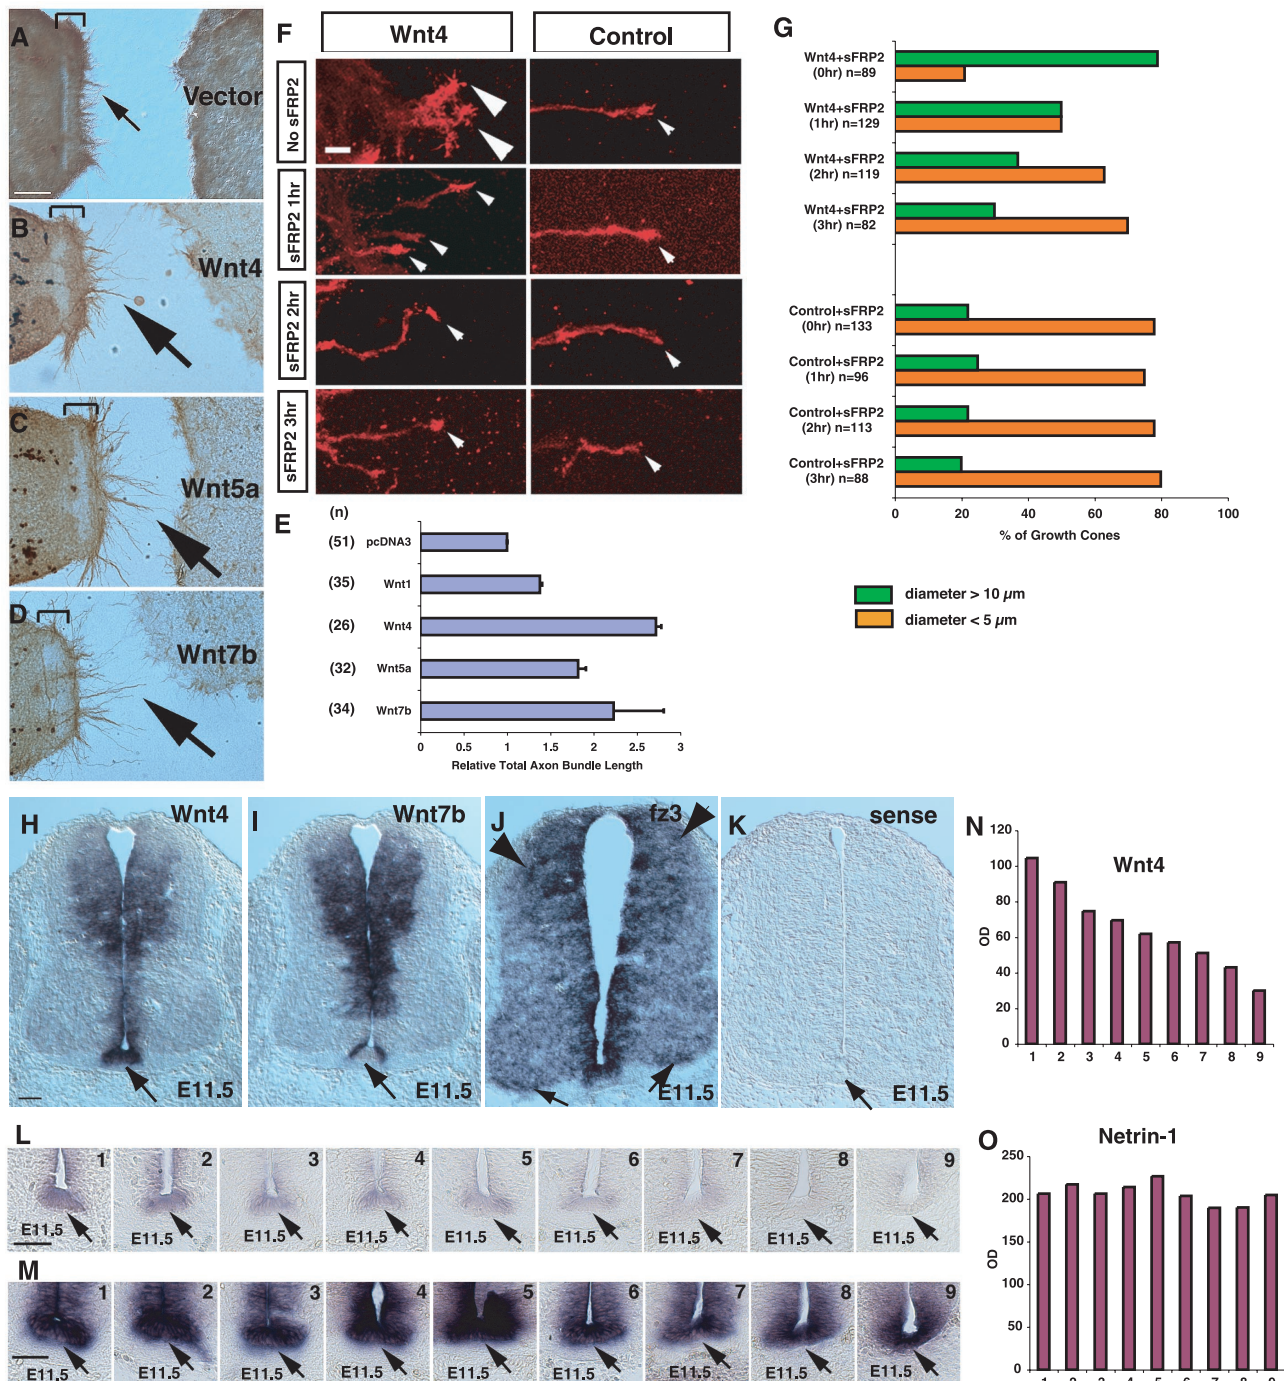 A
Vector
B
Wnt4
C
Wnt5a
D
Wnt7b
F
Wnt4
Control
No sFRP2
sFRP2 1hr
sFRP2 2hr
sFRP2 3hr
G
Wnt4+sFRP2
(0hr) n=89
Wnt4+sFRP2
(1hr) n=129
Wnt4+sFRP2
(2hr) n=119
Wnt4+sFRP2
(3hr) n=82
Control+sFRP2
(0hr) n=133
Control+sFRP2
(1hr) n=96
Control+sFRP2
(2hr) n=113
Control+sFRP2
(3hr) n=88
0 20 40 60 80 100
% of Growth Cones
diameter > 10 µm
diameter < 5 µm
E
(n)
(51) pcDNA3
(35) Wnt1
(26) Wnt4
(32) Wnt5a
(34) Wnt7b
0 0.5 1 1.5 2 2.5 3
Relative Total Axon Bundle Length
H Wnt4
E11.5
I Wnt7b
E11.5
J fz3
E11.5
K sense
E11.5
N
Wnt4
OD
120
100
80
60
40
20
0
1 2 3 4 5 6 7 8 9
L
1 2 3 4 5 6 7 8 9
E11.5 E11.5 E11.5 E11.5 E11.5 E11.5 E11.5 E11.5 E11.5
M
1 2 3 4 5 6 7 8 9
E11.5 E11.5 E11.5 E11.5 E11.5 E11.5 E11.5 E11.5 E11.5
O
Netrin-1
OD
250
200
150
100
50
0
1 2 3 4 5 6 7 8 9